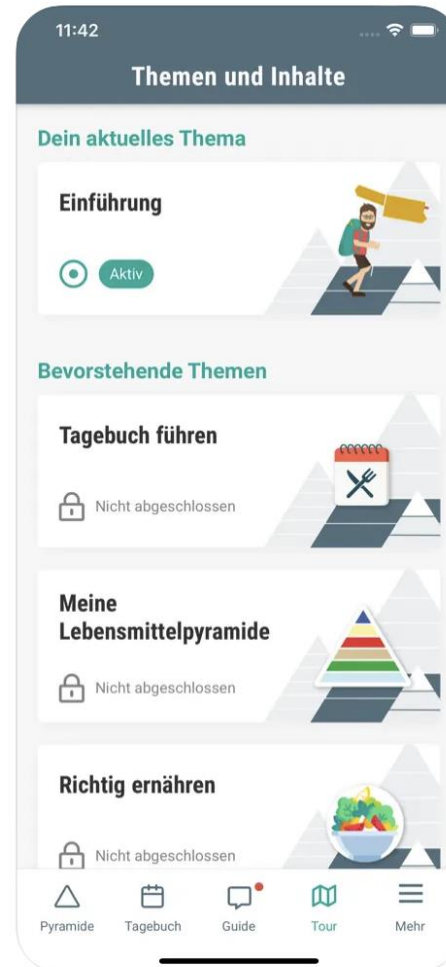 11:42
Themen und Inhalte
Dein aktuelles Thema
Einführung
Aktiv
Bevorstehende Themen
Tagebuch führen
Nicht abgeschlossen
Meine
Lebensmittelpyramide
Nicht abgeschlossen
Richtig ernähren
Nicht abgeschlossen
Pyramide Tagebuch Guide Tour Mehr